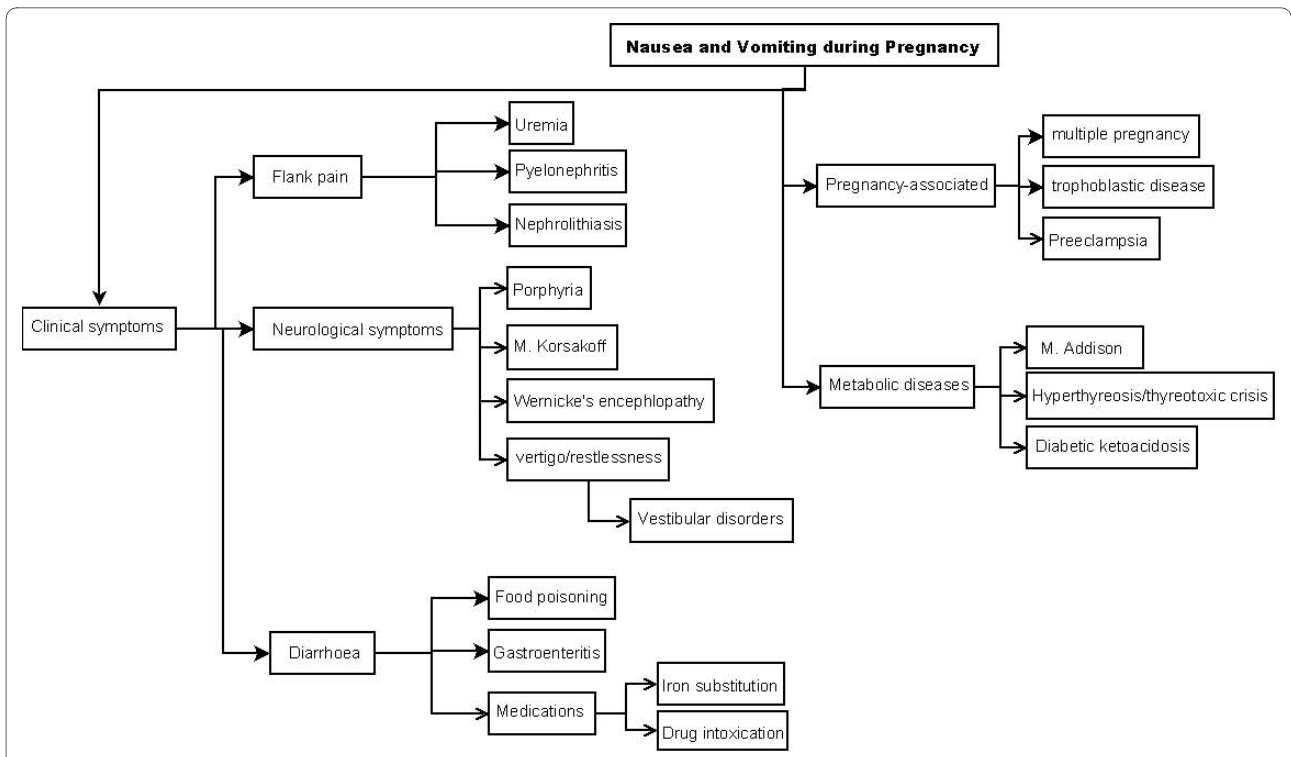 Nausea and Vomiting during Pregnancy
Clinical symptoms
Flank pain
Uremia
Pyelonephritis
Nephrolithiasis
Neurological symptoms
Porphyria
M. Korsakoff
Wernicke's encephlopathy
vertigo/restlessness
Vestibular disorders
Diarrhoea
Food poisoning
Gastroenteritis
Medications
Iron substitution
Drug intoxication
Pregnancy-associated
multiple pregnancy
trophoblastic disease
Preeclampsia
Metabolic diseases
M. Addison
Hyperthyreosis/thyreotoxic crisis
Diabetic ketoacidosis